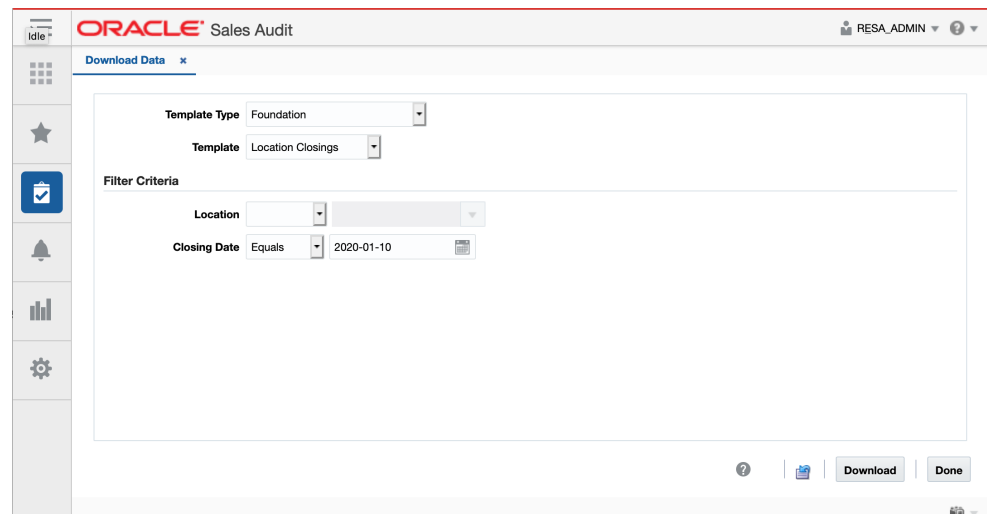 Idle
ORACLE® Sales Audit
RESA_ADMIN
Download Data ×
Template Type Foundation
Template Location Closings
Filter Criteria
Location
Closing Date Equals 2020-01-10
Download
Done